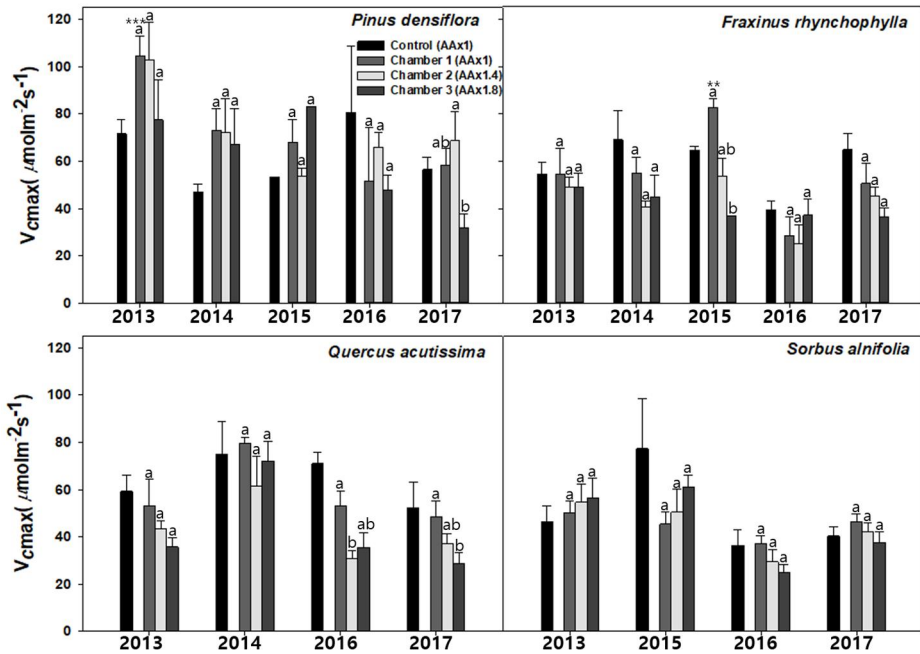 Pinus densiflora
Fraxinus rhynchophylla
Control (AAx1)
Chamber 1 (AAx1)
Chamber 2 (AAx1.4)
Chamber 3 (AAx1.8)
Vcmax( μmolm-2s-1)
120
100
80
60
40
20
0
*** a a a
a a a
a a a
a a a
ab a b
a a a
a a a
** a ab b
a a a
a a a
2013 2014 2015 2016 2017
2013 2014 2015 2016 2017
Quercus acutissima
Sorbus alnifolia
Vcmax( μmolm-2s-1)
120
100
80
60
40
20
0
a a a
a a a
a b ab
a ab b
a a a
a a a
a a a
a a a
2013 2014 2016 2017
2013 2015 2016 2017